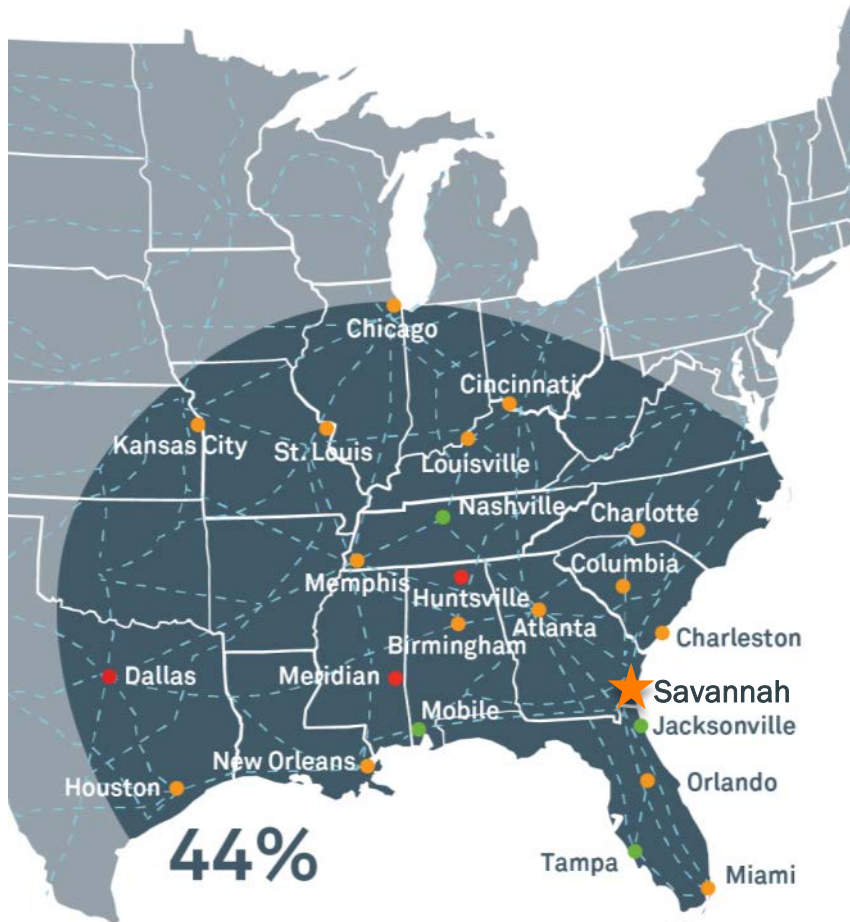 Chicago
Cincinnati
Kansas City
St. Louis
Louisville
Nashville
Charlotte
Memphis
Columbia
Huntsville
Atlanta
Birmingham
Charleston
Dallas
Meridian
Savannah
Mobile
Jacksonville
New Orleans
Houston
Orlando
44%
Tampa
Miami